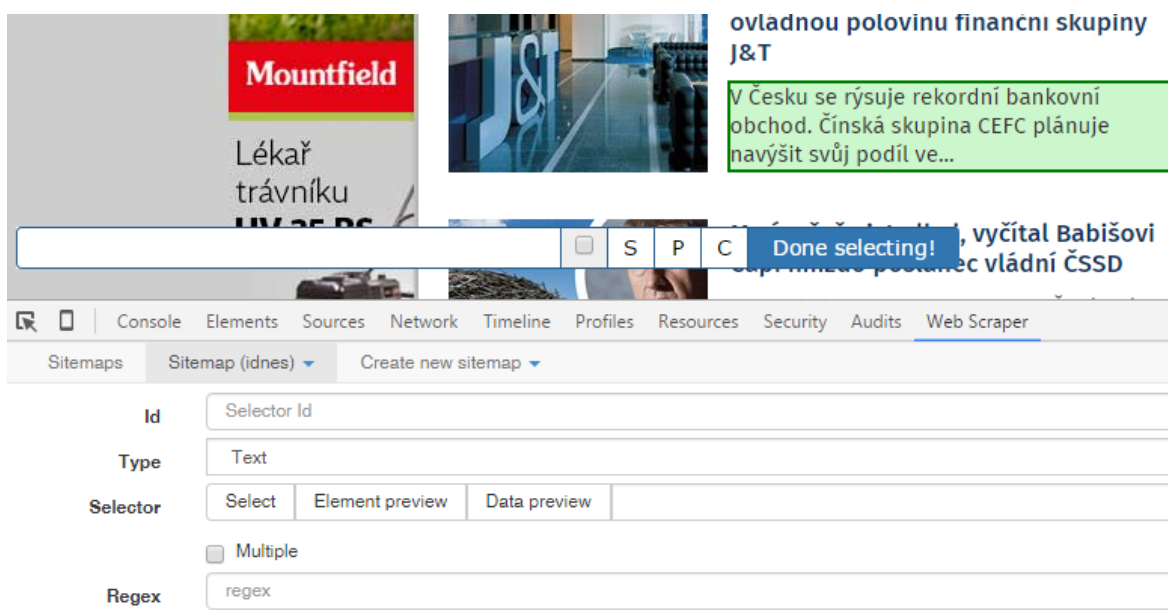 ovládnou polovinu finanční skupiny
J&T
Mountfield
J&T
V Česku se rýsuje rekordní bankovní
obchod. Čínská skupina CEFC plánuje
navýšit svůj podíl ve...
Lékař
trávníku
, vyčítal Babišovi
S P C Done selecting!
vládní ČSSD
Console Elements Sources Network Timeline Profiles Resources Security Audits Web Scraper
Sitemaps Sitemap (idnes) Create new sitemap
Id Selector Id
Type Text
Selector Select Element preview Data preview
Multiple
Regex regex